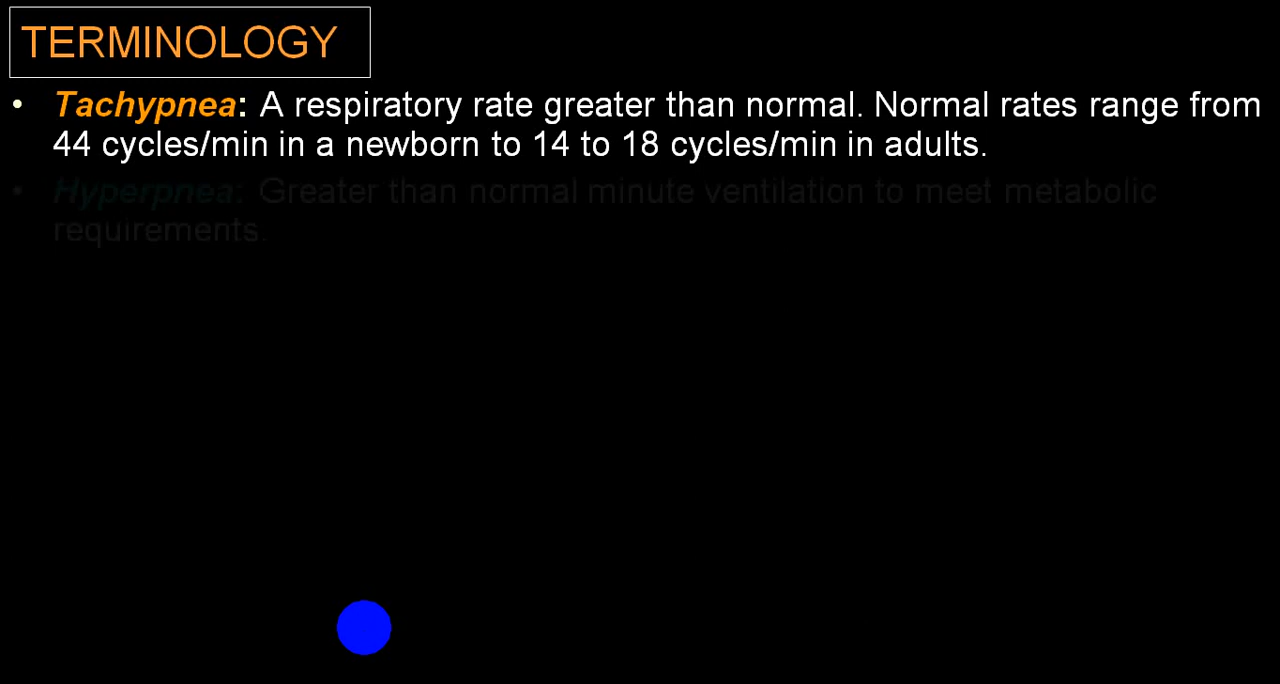 TERMINOLOGY
• Tachypnea: A respiratory rate greater than normal. Normal rates range from
44 cycles/min in a newborn to 14 to 18 cycles/min in adults.
• Hyperpnea: Greater than normal minute ventilation to meet metabolic
requirements.